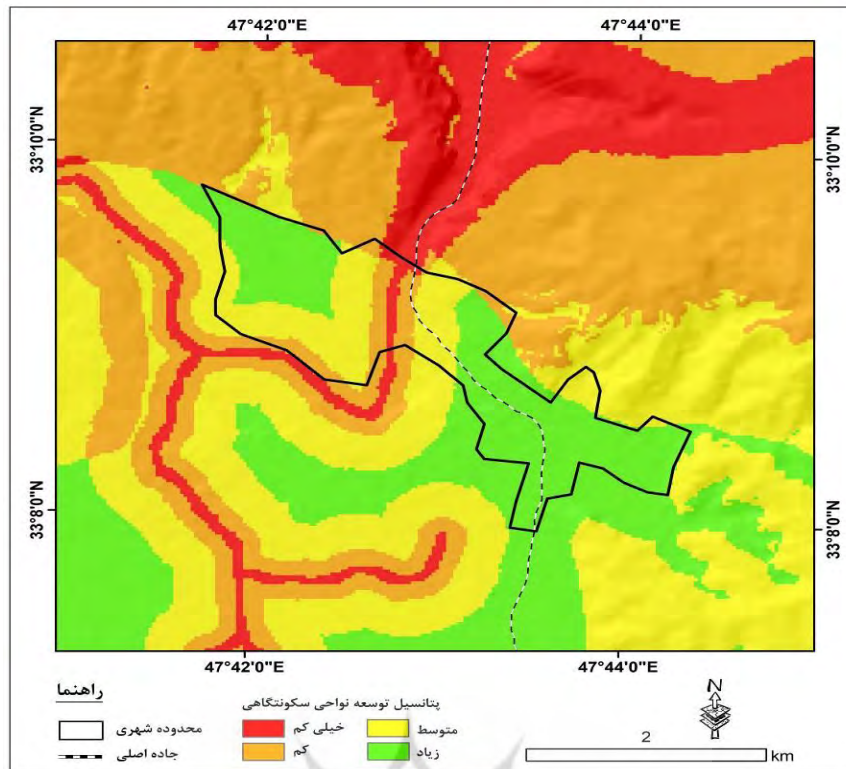 47°42'0"E
47°44'0"E
33°10'0"N
33°10'0"N
33°8'0"N
33°8'0"N
47°42'0"E
47°44'0"E
راهنما
پتانسیل توسعه نواحی سکونتگاهی
محدوده شهری
خیلی کم
متوسط
جاده اصلی
کم
زیاد
N
2
km